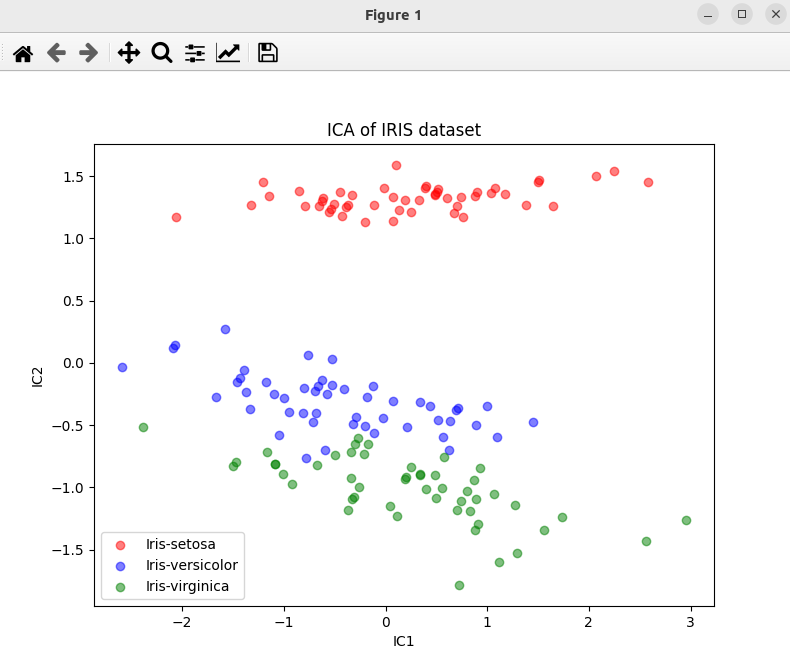 Figure 1
ICA of IRIS dataset
1.5
1.0
0.5
0.0
−0.5
−1.0
−1.5
IC2
Iris-setosa
Iris-versicolor
Iris-virginica
−2 −1 0 1 2 3
IC1